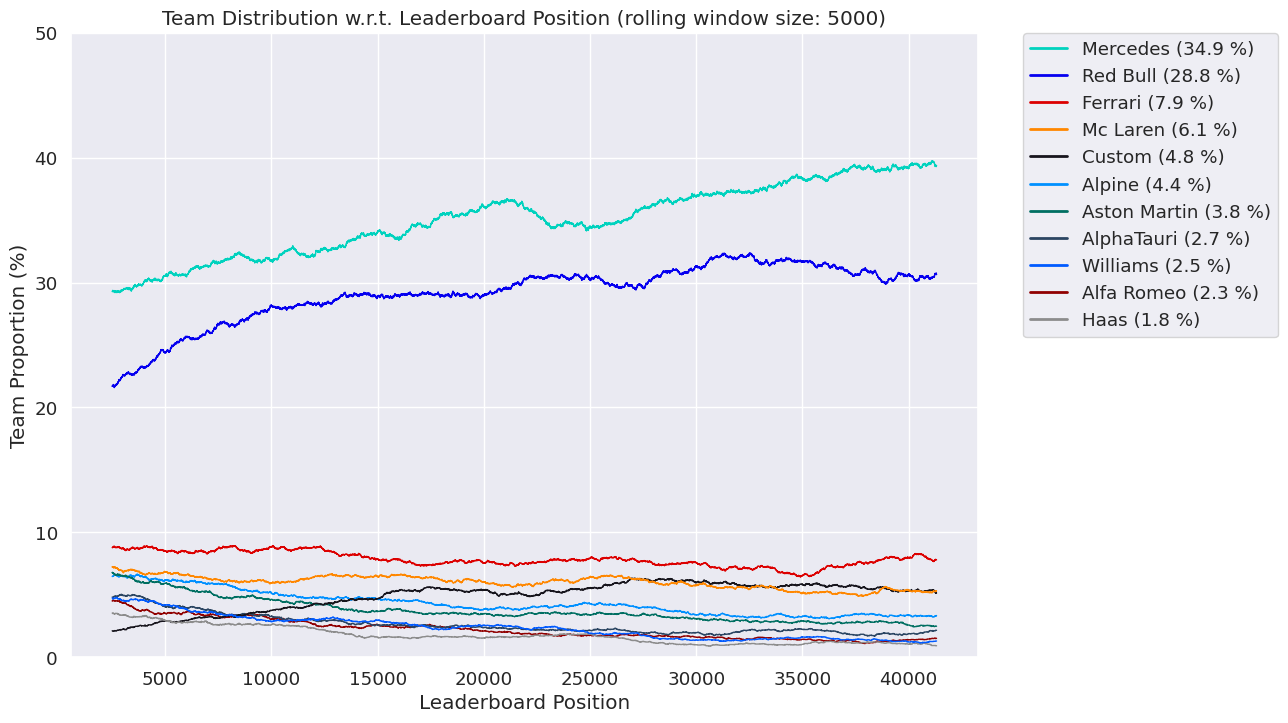 Team Distribution w.r.t. Leaderboard Position (rolling window size: 5000)
50
40
30
20
10
0
Team Proportion (%)
5000 10000 15000 20000 25000 30000 35000 40000
Leaderboard Position
Mercedes (34.9 %)
Red Bull (28.8 %)
Ferrari (7.9 %)
Mc Laren (6.1 %)
Custom (4.8 %)
Alpine (4.4 %)
Aston Martin (3.8 %)
AlphaTauri (2.7 %)
Williams (2.5 %)
Alfa Romeo (2.3 %)
Haas (1.8 %)